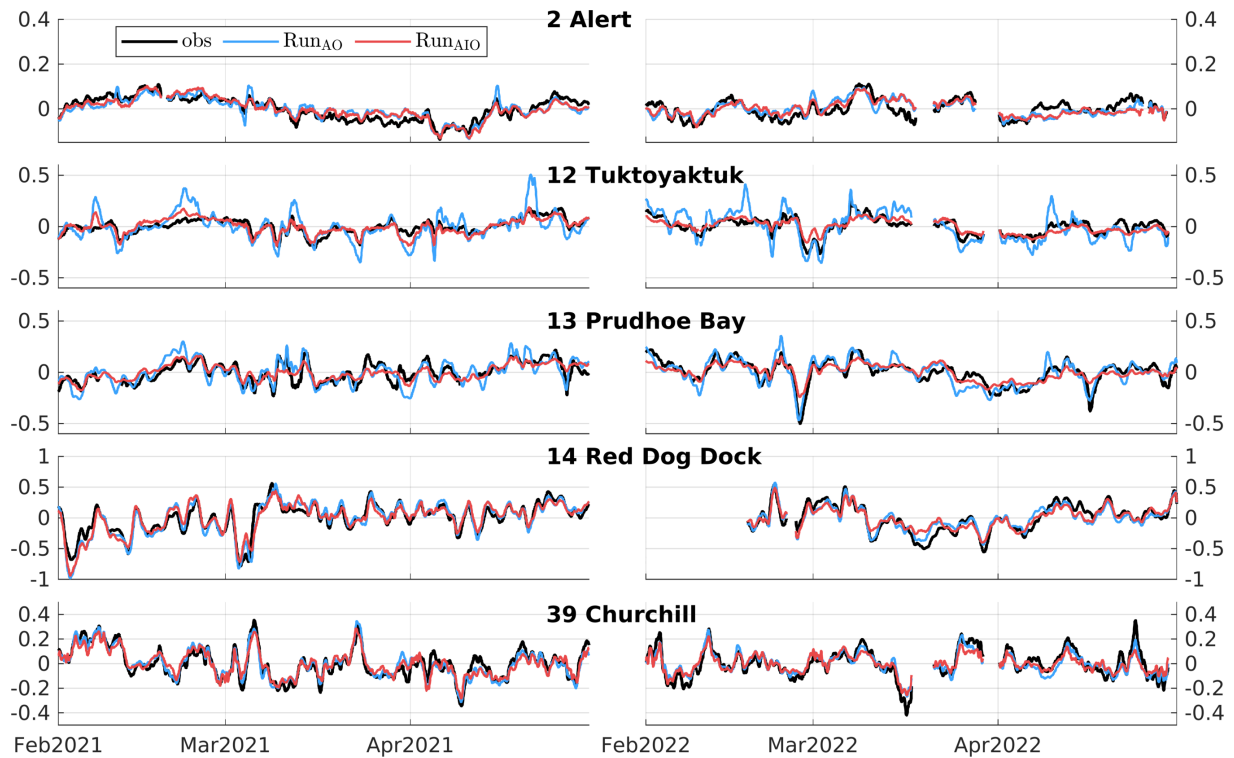 2 Alert
0.4 0.4
obs Run_AO Run_AIO
0.2 0.2
0 0
12 Tuktoyaktuk
0.5 0.5
0 0
-0.5 -0.5
13 Prudhoe Bay
0.5 0.5
0 0
-0.5 -0.5
14 Red Dog Dock
1 1
0.5 0.5
0 0
-0.5 -0.5
-1 -1
39 Churchill
0.4 0.4
0.2 0.2
0 0
-0.2 -0.2
-0.4 -0.4
Feb2021 Mar2021 Apr2021 Feb2022 Mar2022 Apr2022